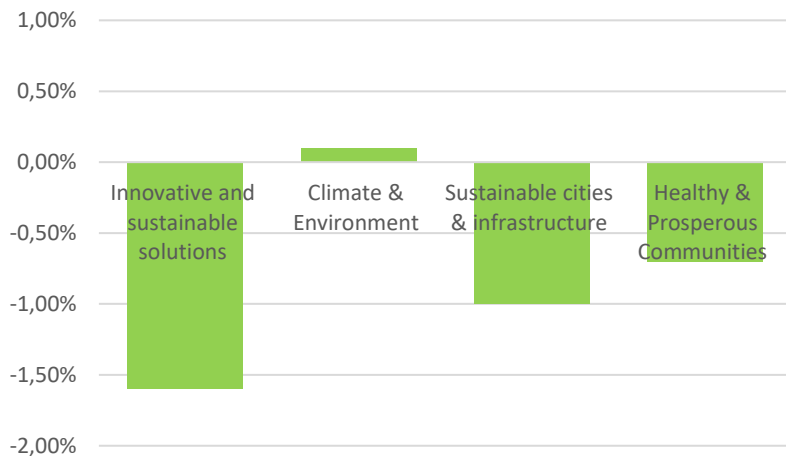 1,00%
0,50%
0,00%
Innovative and
sustainable
solutions
Climate &
Environment
Sustainable cities
& infrastructure
Healthy &
Prosperous
Communities
-0,50%
-1,00%
-1,50%
-2,00%